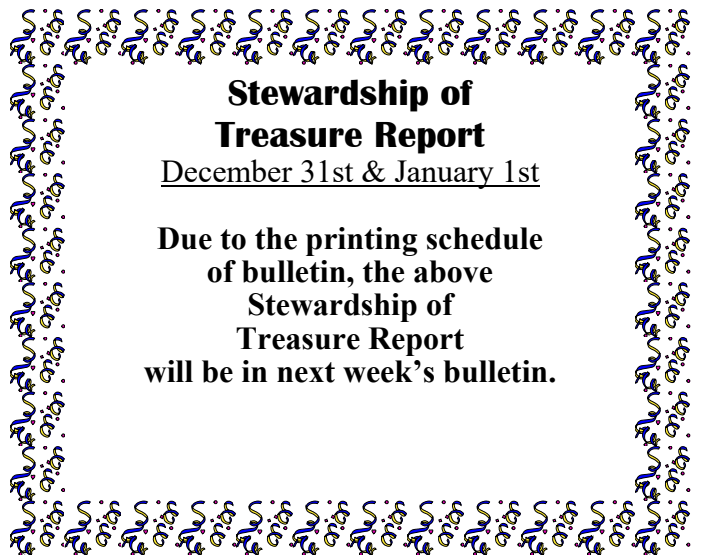 Stewardship of
Treasure Report
December 31st & January 1st
Due to the printing schedule
of bulletin, the above
Stewardship of
Treasure Report
will be in next week’s bulletin.